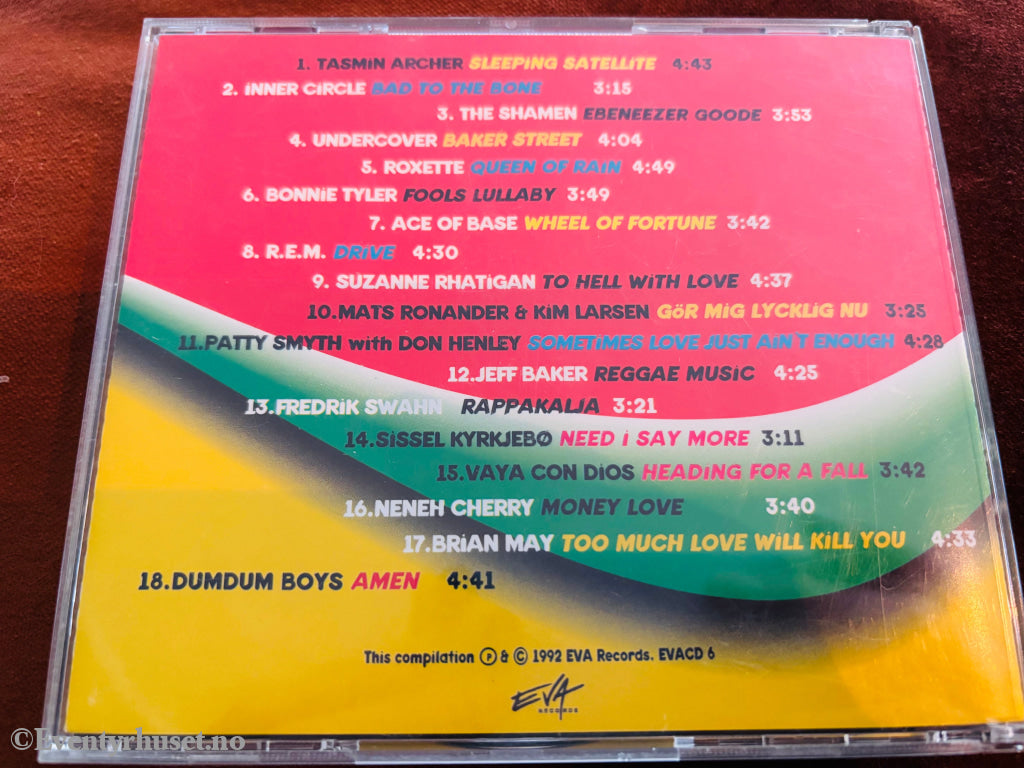 1. TASMiN ARCHER SLEEPiNG SATELLiTE 4:43
2. iNNER CiRCLE BAD TO THE BONE 3:15
3. THE SHAMEN EBENEEZER GOODE 3:53
4. UNDERCOVER BAKER STREET 4:04
5. ROXETTE QUEEN OF RAiN 4:49
6. BONNiE TYLER FOOLS LULLABY 3:49
7. ACE OF BASE WHEEL OF FORTUNE 3:42
8. R.E.M. DRiVE 4:30
9. SUZANNE RHATiGAN TO HELL WiTH LOVE 4:37
10.MATS RONANDER & KiM LARSEN GöR MiG LYCKLiG NU 3:25
11.PATTY SMYTH with DON HENLEY SOMETiMES LOVE JUST AiN'T ENOUGH 4:28
12.JEFF BAKER REGGAE MUSiC 4:25
13.FREDRiK SWAHN RAPPAKALJA 3:21
14.SiSSEL KYRKJEBØ NEED i SAY MORE 3:11
15.VAYA CON DiOS HEADiNG FOR A FALL 3:42
16.NENEH CHERRY MONEY LOVE 3:40
17.BRiAN MAY TOO MUCH LOVE WiLL KiLL YOU 4:33
18.DUMDUM BOYS AMEN 4:41
This compilation ℗ & © 1992 EVA Records. EVACD 6
EVA
RECORDS
©Eventyrhuset.no